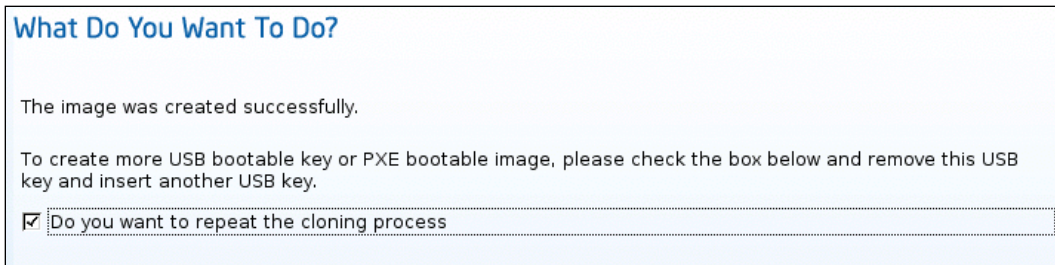 What Do You Want To Do?
The image was created successfully.
To create more USB bootable key or PXE bootable image, please check the box below and remove this USB
key and insert another USB key.
Do you want to repeat the cloning process